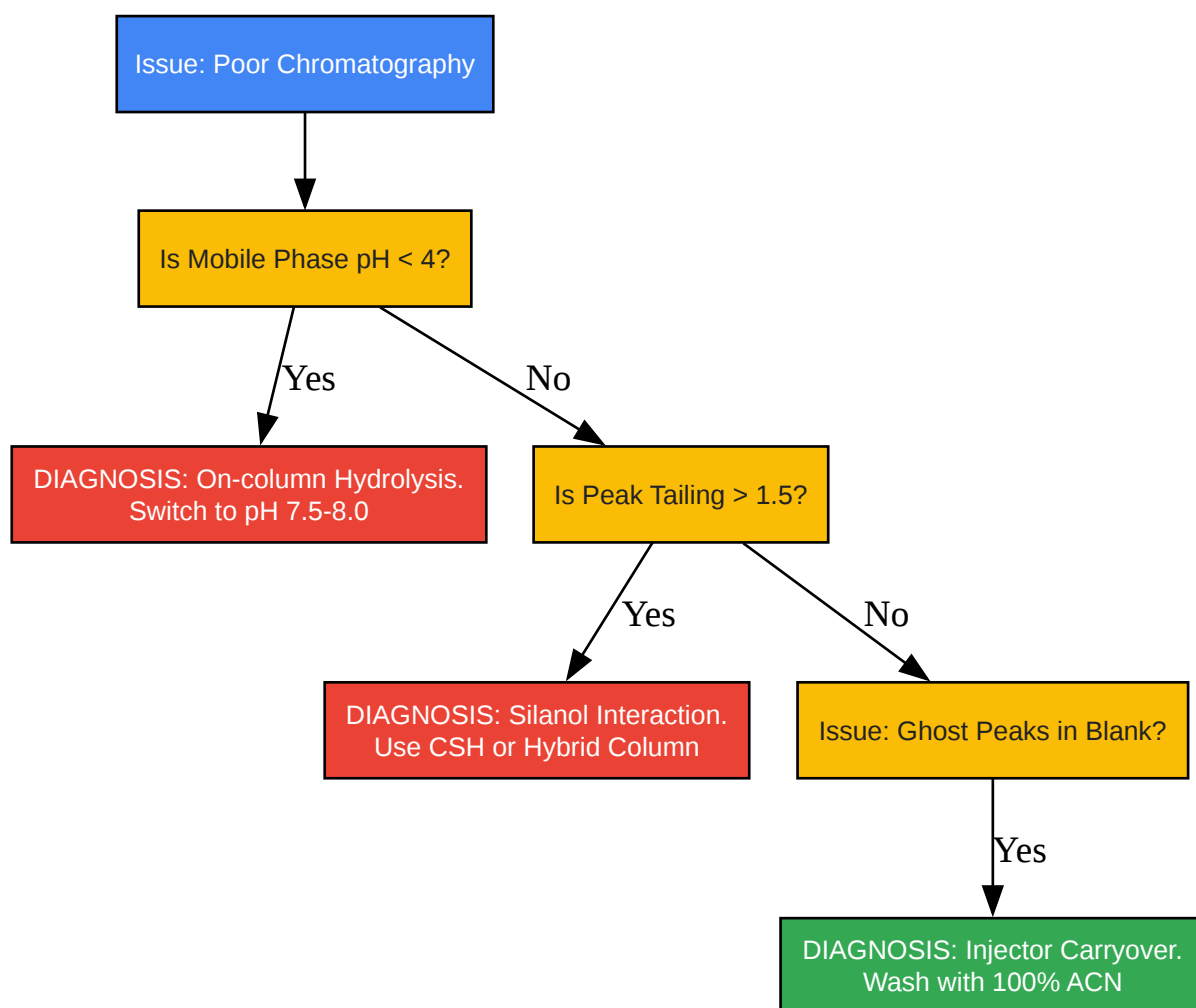 Issue: Poor Chromatography
Is Mobile Phase pH < 4?
Yes
No
DIAGNOSIS: On-column Hydrolysis.
Switch to pH 7.5-8.0
Is Peak Tailing > 1.5?
Yes
No
DIAGNOSIS: Silanol Interaction.
Use CSH or Hybrid Column
Issue: Ghost Peaks in Blank?
Yes
DIAGNOSIS: Injector Carryover.
Wash with 100% ACN